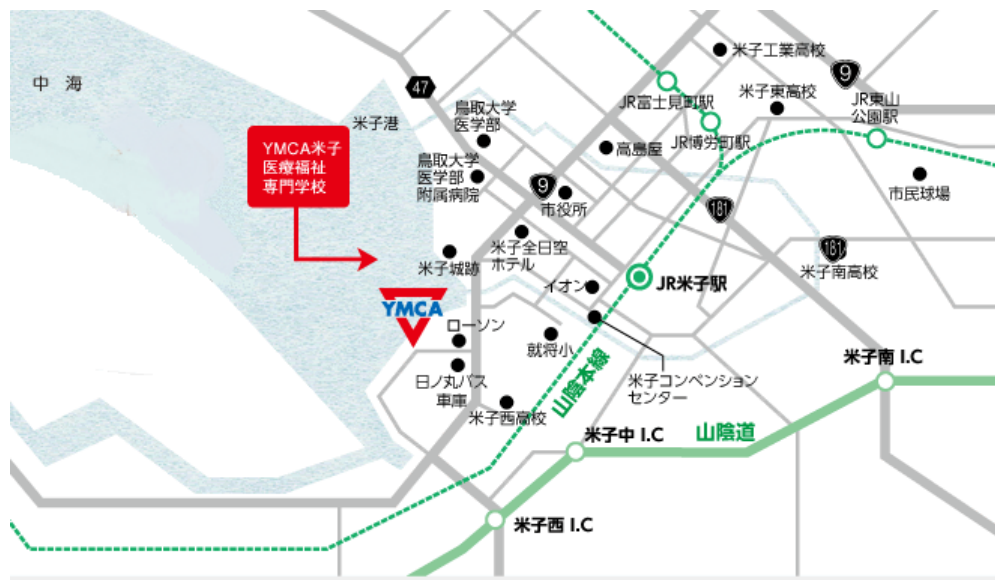 中 海
47
米子港
鳥取大学
医学部
鳥取大学
医学部
附属病院
YMCA米子
医療福祉
専門学校
9
市役所
高島屋
JR富士見町駅
JR博労町駅
米子工業高校
米子東高校
9
JR東山
公園駅
市民球場
181
181
米子南高校
米子全日空
ホテル
米子城跡
イオン
JR米子駅
YMCA
ローソン
就将小
日ノ丸バス
車庫
米子西高校
山陰本線
米子コンベンション
センター
米子南 I.C
米子中 I.C
山陰道
米子西 I.C